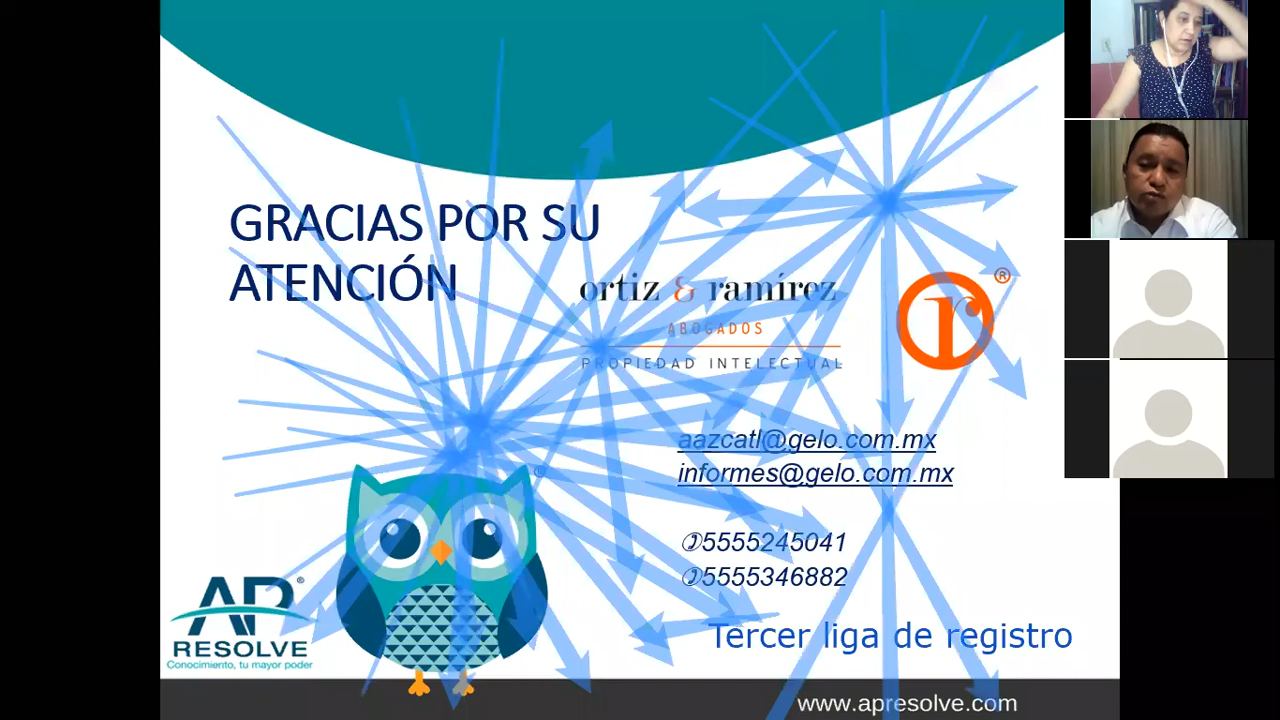 GRACIAS POR SU
ATENCIÓN
ortiz & ramírez
ABOGADOS
PROPIEDAD INTELECTUAL
r®
aazcatl@gelo.com.mx
informes@gelo.com.mx
✆5555245041
✆5555346882
Tercer liga de registro
®
AP®
RESOLVE
Conocimiento, tu mayor poder
www.apresolve.com